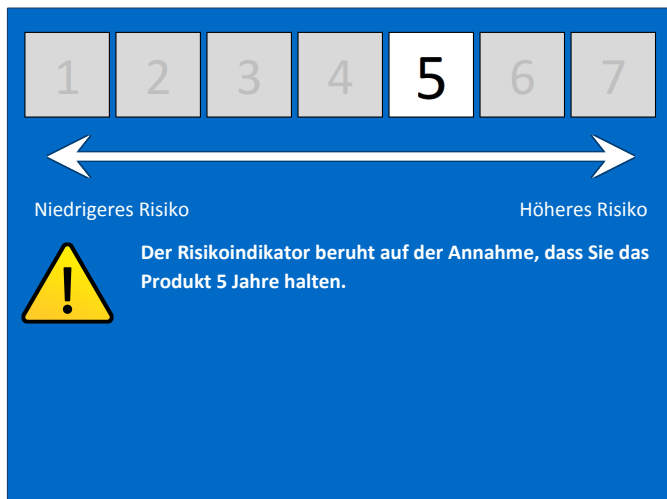 1 2 3 4 5 6 7
Niedrigeres Risiko Höheres Risiko
Der Risikoindikator beruht auf der Annahme, dass Sie das
Produkt 5 Jahre halten.